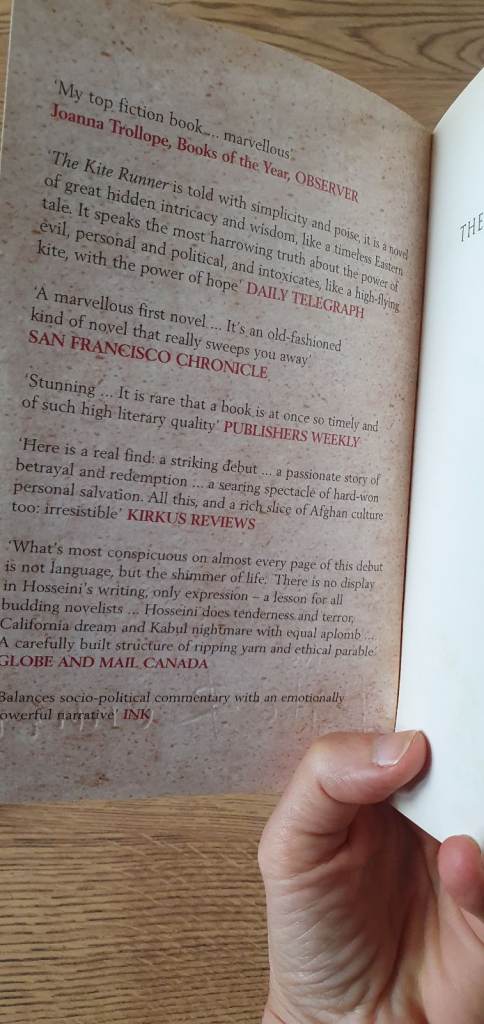 'My top fiction book ... marvellous'
Joanna Trollope, Books of the Year, OBSERVER
'The Kite Runner is told with simplicity and poise, it is a novel
of great hidden intricacy and wisdom, like a timeless Eastern
tale. It speaks the most harrowing truth about the power of
evil, personal and political, and intoxicates, like a high-flying
kite, with the power of hope' DAILY TELEGRAPH
'A marvellous first novel ... It's an old-fashioned
kind of novel that really sweeps you away'
SAN FRANCISCO CHRONICLE
'Stunning ... It is rare that a book is at once so timely and
of such high literary quality' PUBLISHERS WEEKLY
'Here is a real find: a striking debut ... a passionate story of
betrayal and redemption ... a searing spectacle of hard-won
personal salvation. All this, and a rich slice of Afghan culture
too: irresistible' KIRKUS REVIEWS
'What's most conspicuous on almost every page of this debut
is not language, but the shimmer of life. There is no display
in Hosseini's writing, only expression – a lesson for all
budding novelists ... Hosseini does tenderness and terror,
California dream and Kabul nightmare with equal aplomb ...
A carefully built structure of ripping yarn and ethical parable'
GLOBE AND MAIL CANADA
Balances socio-political commentary with an emotionally
owerful narrative' INK
THE